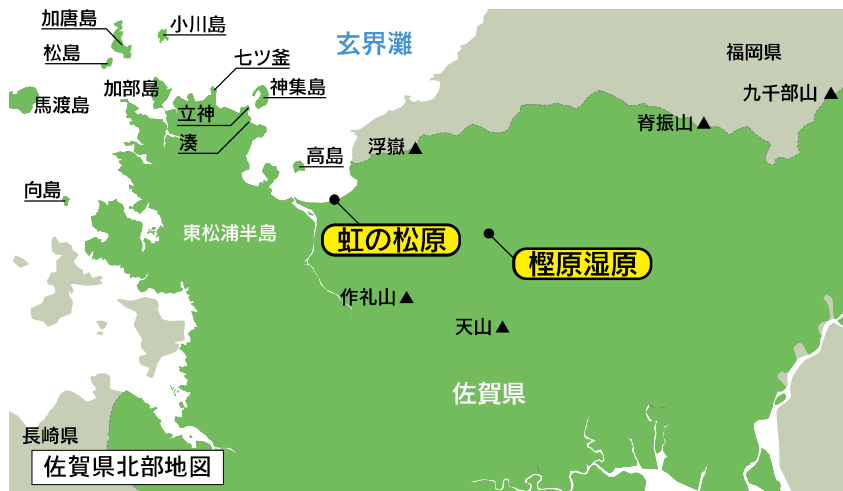 加唐島
小川島
玄界灘
松島
七ツ釜
福岡県
加部島
神集島
九千部山
馬渡島
立神
脊振山
湊
浮嶽
高島
向島
東松浦半島
虹の松原
樫原湿原
作礼山
天山
佐賀県
長崎県
佐賀県北部地図